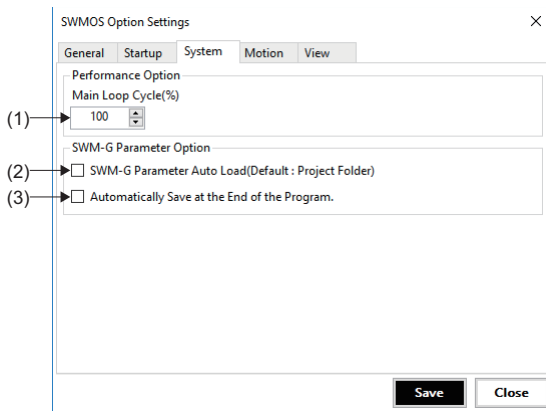 SWMOS Option Settings
General Startup System Motion View
Performance Option
Main Loop Cycle(%)
(1) 100
SWM-G Parameter Option
(2) SWM-G Parameter Auto Load(Default : Project Folder)
(3) Automatically Save at the End of the Program.
Save Close